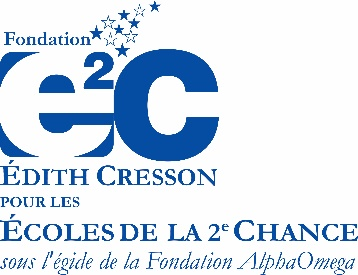 Fondation
e²c
ÉDITH CRESSON
POUR LES
ÉCOLES DE LA 2e CHANCE
sous l'égide de la Fondation AlphaOmega